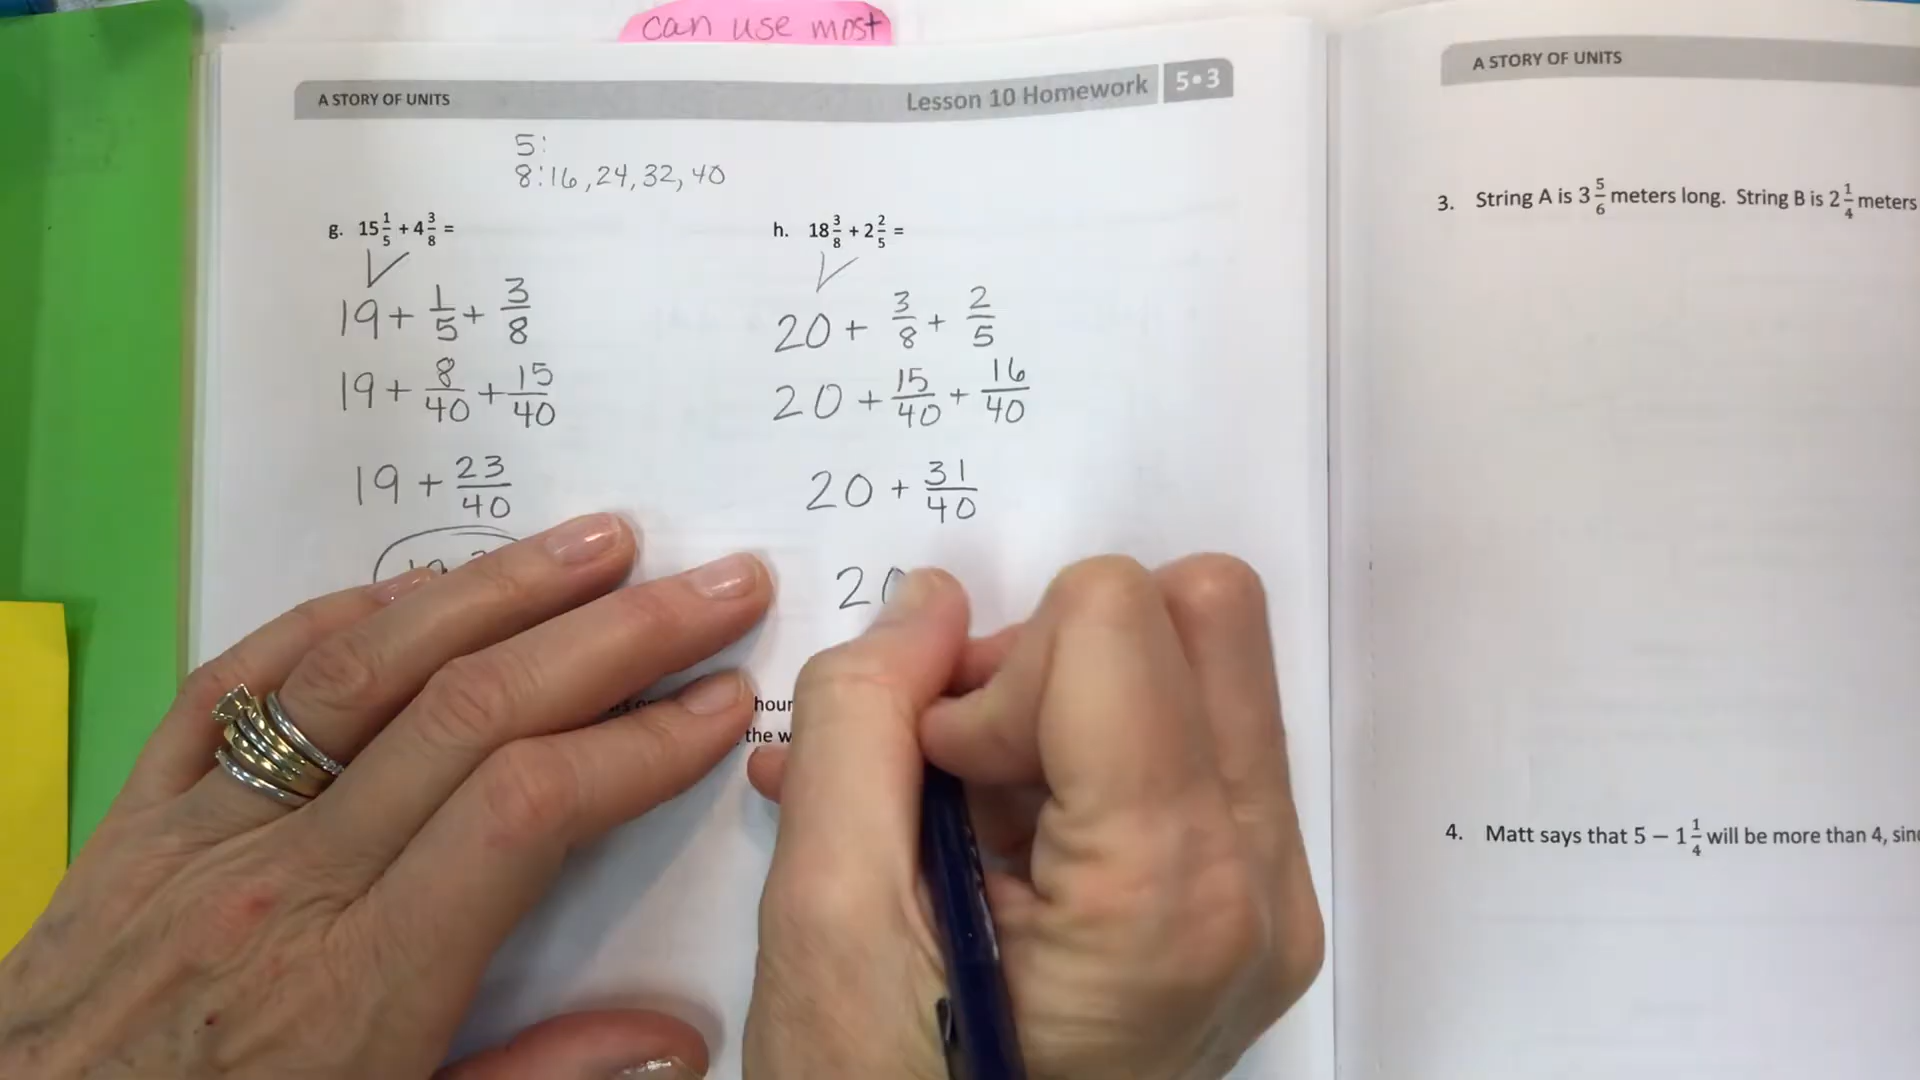 can use most
A STORY OF UNITS
Lesson 10 Homework 5•3
5:
8:16,24,32,40
g. 15 1/5 + 4 3/8 =
19 + 1/5 + 3/8
19 + 8/40 + 15/40
19 + 23/40
h. 18 3/8 + 2 2/5 =
20 + 3/8 + 2/5
20 + 15/40 + 16/40
20 + 31/40
20
hour
the w
A STORY OF UNITS
3. String A is 3 5/6 meters long. String B is 2 1/4 meters
4. Matt says that 5 – 1 1/4 will be more than 4, sinc